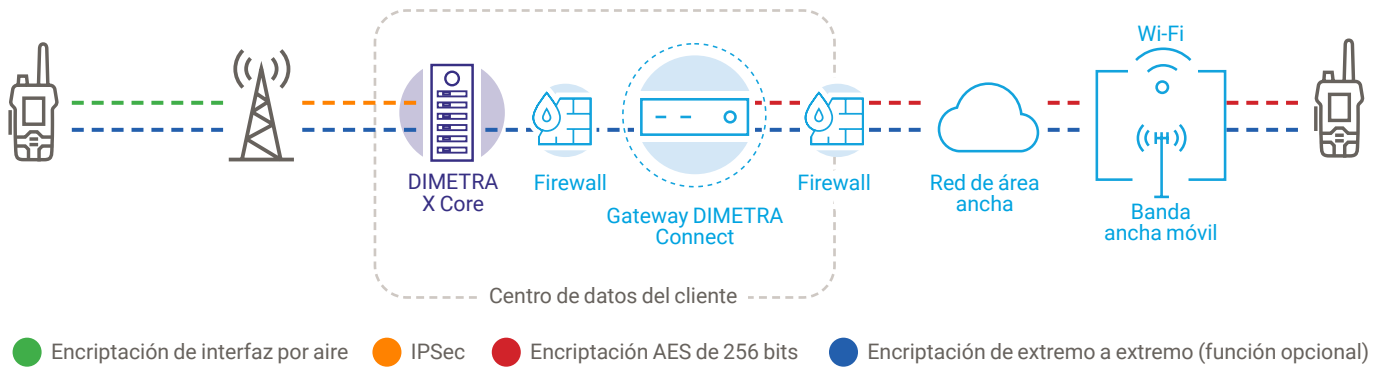 Wi-Fi
DIMETRA
X Core
Firewall
Gateway DIMETRA
Connect
Firewall
Red de área
ancha
Banda
ancha móvil
Centro de datos del cliente
Encriptación de interfaz por aire
IPSec
Encriptación AES de 256 bits
Encriptación de extremo a extremo (función opcional)